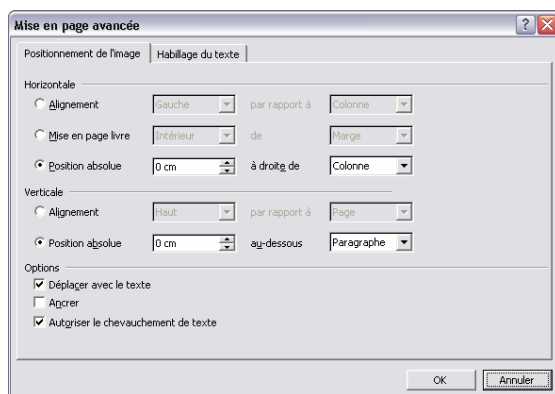 Mise en page avancée
Positionnement de l'image Habillage du texte
Horizontale
Alignement Gauche par rapport à Colonne
Mise en page livre Intérieur de Marge
Position absolue 0 cm à droite de Colonne
Verticale
Alignement Haut par rapport à Page
Position absolue 0 cm au-dessous Paragraphe
Options
Déplacer avec le texte
Ancrer
Autoriser le chevauchement de texte
OK Annuler